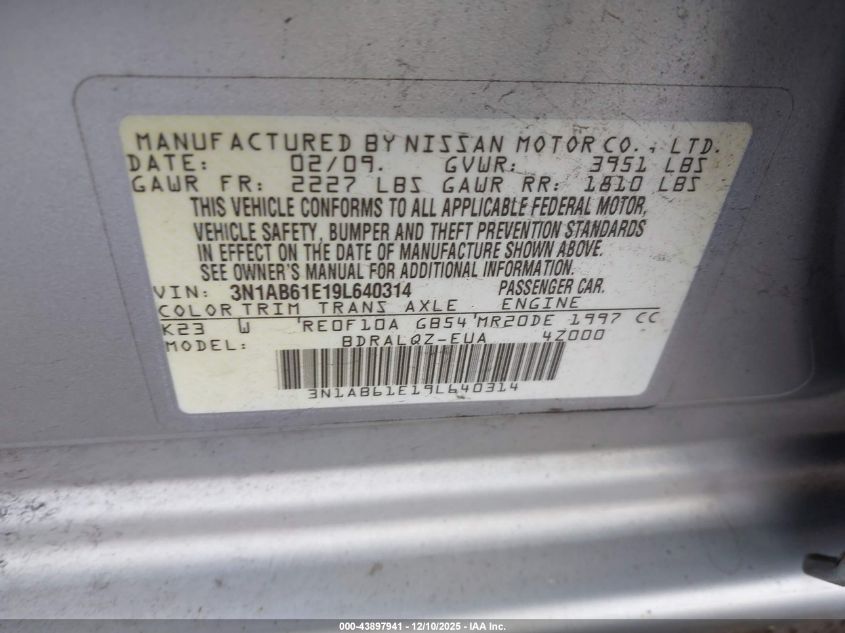 MANUFACTURED BY NISSAN MOTOR CO., LTD.
DATE: 02/09. GVWR: 3951 LBS
GAWR FR: 2227 LBS GAWR RR: 1810 LBS
THIS VEHICLE CONFORMS TO ALL APPLICABLE FEDERAL MOTOR,
VEHICLE SAFETY, BUMPER AND THEFT PREVENTION STANDARDS
IN EFFECT ON THE DATE OF MANUFACTURE SHOWN ABOVE.
SEE OWNER'S MANUAL FOR ADDITIONAL INFORMATION.
VIN: 3N1AB61E19L640314 PASSENGER CAR.
COLOR TRIM TRANS AXLE ENGINE
K23 W 'RE0F10A GB54 'MR20DE 1997 CC
MODEL: BDRALQZ-EUA 4Z000
3N1AB61E19L640314
000-43897941 - 12/10/2025 - IAA Inc.